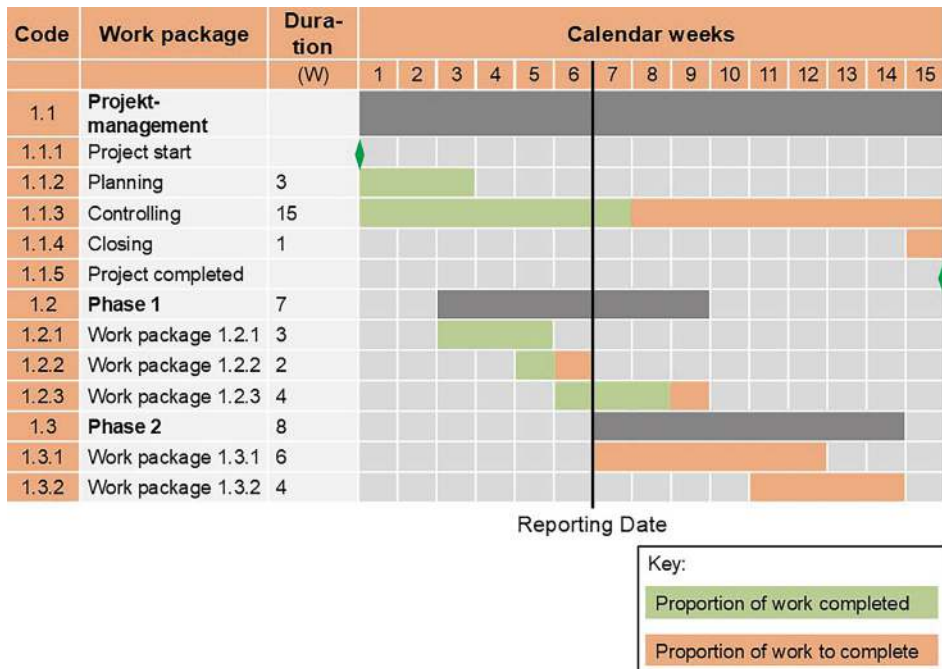 Code Work package Dura-
tion Calendar weeks
(W) 1 2 3 4 5 6 7 8 9 10 11 12 13 14 15
1.1 Projekt-
management
1.1.1 Project start
1.1.2 Planning 3
1.1.3 Controlling 15
1.1.4 Closing 1
1.1.5 Project completed
1.2 Phase 1 7
1.2.1 Work package 1.2.1 3
1.2.2 Work package 1.2.2 2
1.2.3 Work package 1.2.3 4
1.3 Phase 2 8
1.3.1 Work package 1.3.1 6
1.3.2 Work package 1.3.2 4
Reporting Date
Key:
Proportion of work completed
Proportion of work to complete